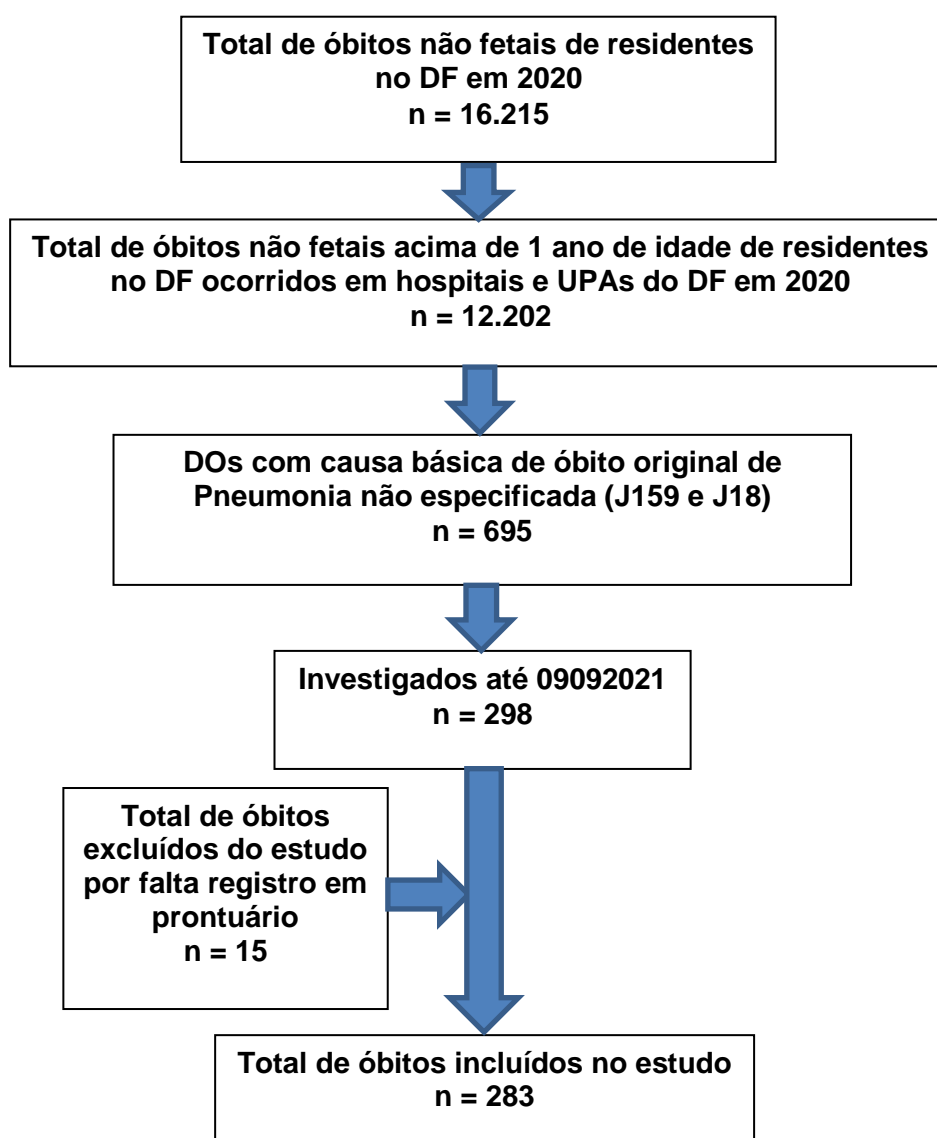 Total de óbitos não fetais de residentes
no DF em 2020
n = 16.215
Total de óbitos não fetais acima de 1 ano de idade de residentes
no DF ocorridos em hospitais e UPAs do DF em 2020
n = 12.202
DOs com causa básica de óbito original de
Pneumonia não especificada (J159 e J18)
n = 695
Investigados até 09092021
n = 298
Total de óbitos
excluídos do estudo
por falta registro em
prontuário
n = 15
Total de óbitos incluídos no estudo
n = 283